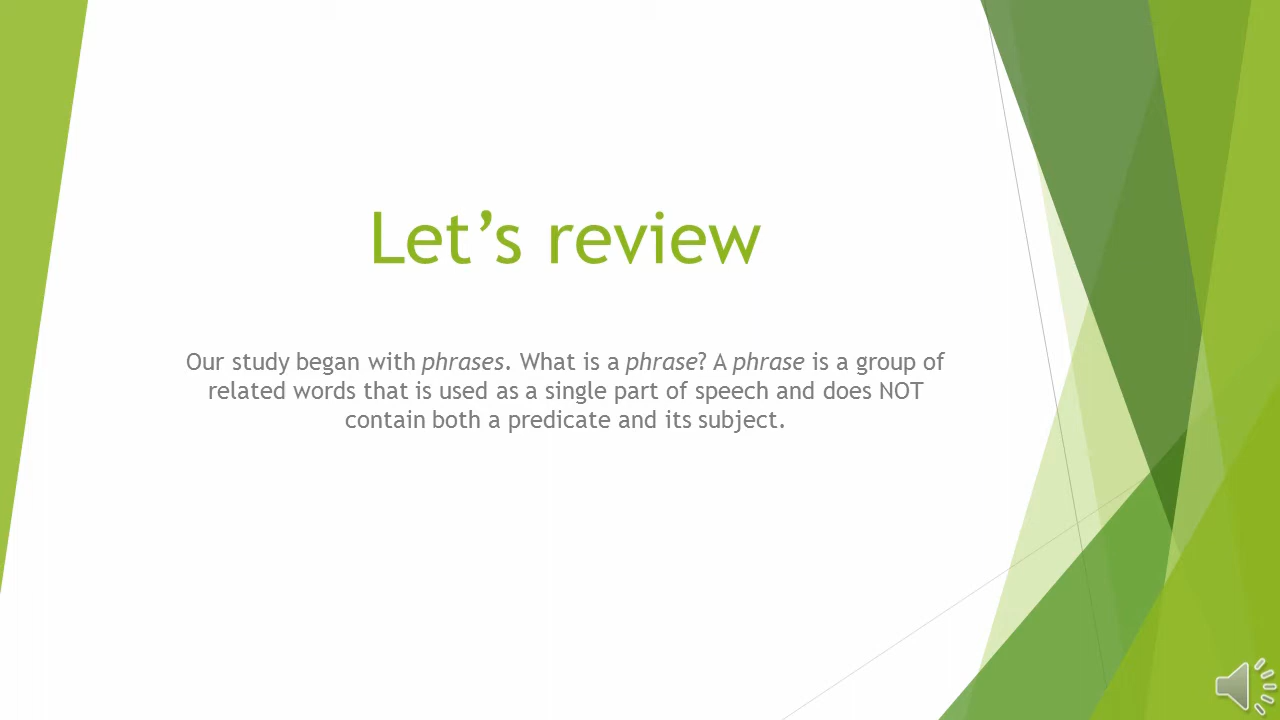 Let’s review
Our study began with phrases. What is a phrase? A phrase is a group of
related words that is used as a single part of speech and does NOT
contain both a predicate and its subject.